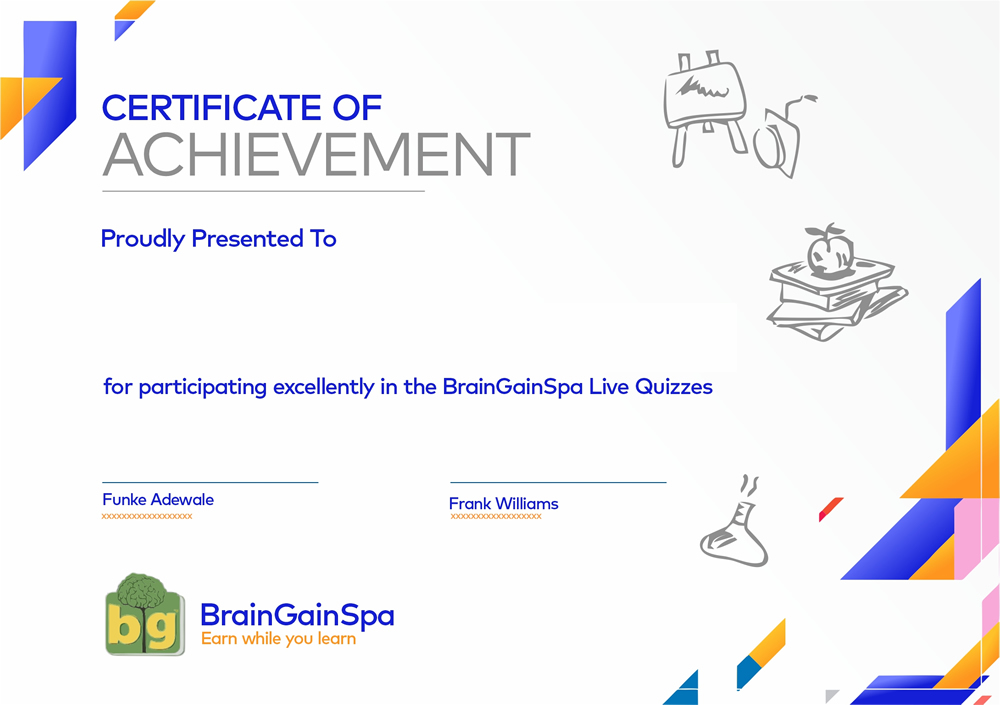 CERTIFICATE OF
ACHIEVEMENT
Proudly Presented To
for participating excellently in the BrainGainSpa Live Quizzes
Funke Adewale
xxxxxxxxxxxxxxxxxx
Frank Williams
xxxxxxxxxxxxxxxxxx
bg
BrainGainSpa
Earn while you learn